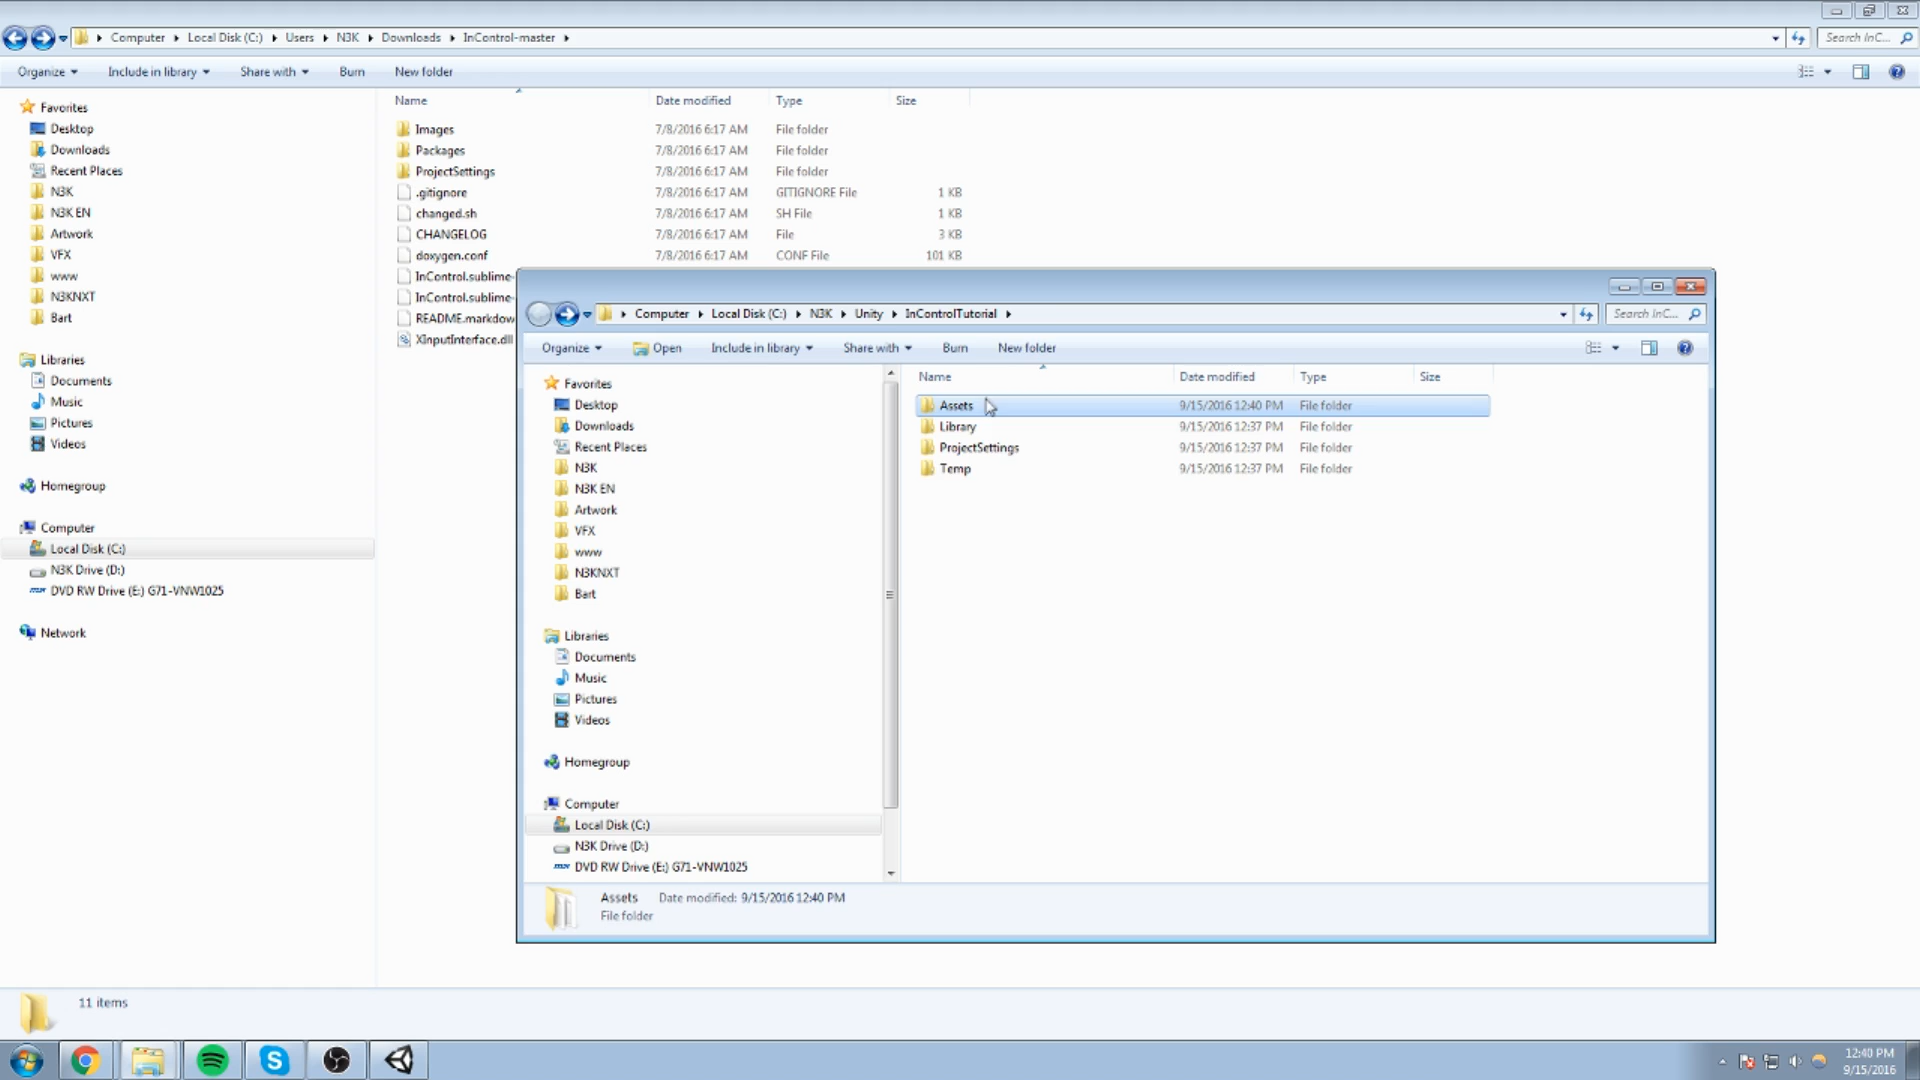 Computer Local Disk (C:) Users N3K Downloads InControl-master Search InC...
Organize Include in library Share with Burn New folder
Name Date modified Type Size
Favorites
Desktop
Downloads
Recent Places
N3K
N3K EN
Artwork
VFX
www
N3KNXT
Bart
Libraries
Documents
Music
Pictures
Videos
Homegroup
Computer
Local Disk (C:)
N3K Drive (D:)
DVD RW Drive (E:) G71-VNW1025
Network
Images 7/8/2016 6:17 AM File folder
Packages 7/8/2016 6:17 AM File folder
ProjectSettings 7/8/2016 6:17 AM File folder
.gitignore 7/8/2016 6:17 AM GITIGNORE File 1 KB
changed.sh 7/8/2016 6:17 AM SH File 1 KB
CHANGELOG 7/8/2016 6:17 AM File 3 KB
doxygen.conf 7/8/2016 6:17 AM CONF File 101 KB
InControl.sublime-
InControl.sublime-
README.markdow
XInputInterface.dll
Computer Local Disk (C:) N3K Unity InControlTutorial Search InC...
Organize Open Include in library Share with Burn New folder
Name Date modified Type Size
Favorites
Desktop
Downloads
Recent Places
N3K
N3K EN
Artwork
VFX
www
N3KNXT
Bart
Libraries
Documents
Music
Pictures
Videos
Homegroup
Computer
Local Disk (C:)
N3K Drive (D:)
DVD RW Drive (E:) G71-VNW1025
Assets 9/15/2016 12:40 PM File folder
Library 9/15/2016 12:37 PM File folder
ProjectSettings 9/15/2016 12:37 PM File folder
Temp 9/15/2016 12:37 PM File folder
Assets Date modified: 9/15/2016 12:40 PM
File folder
11 items
12:40 PM
9/15/2016